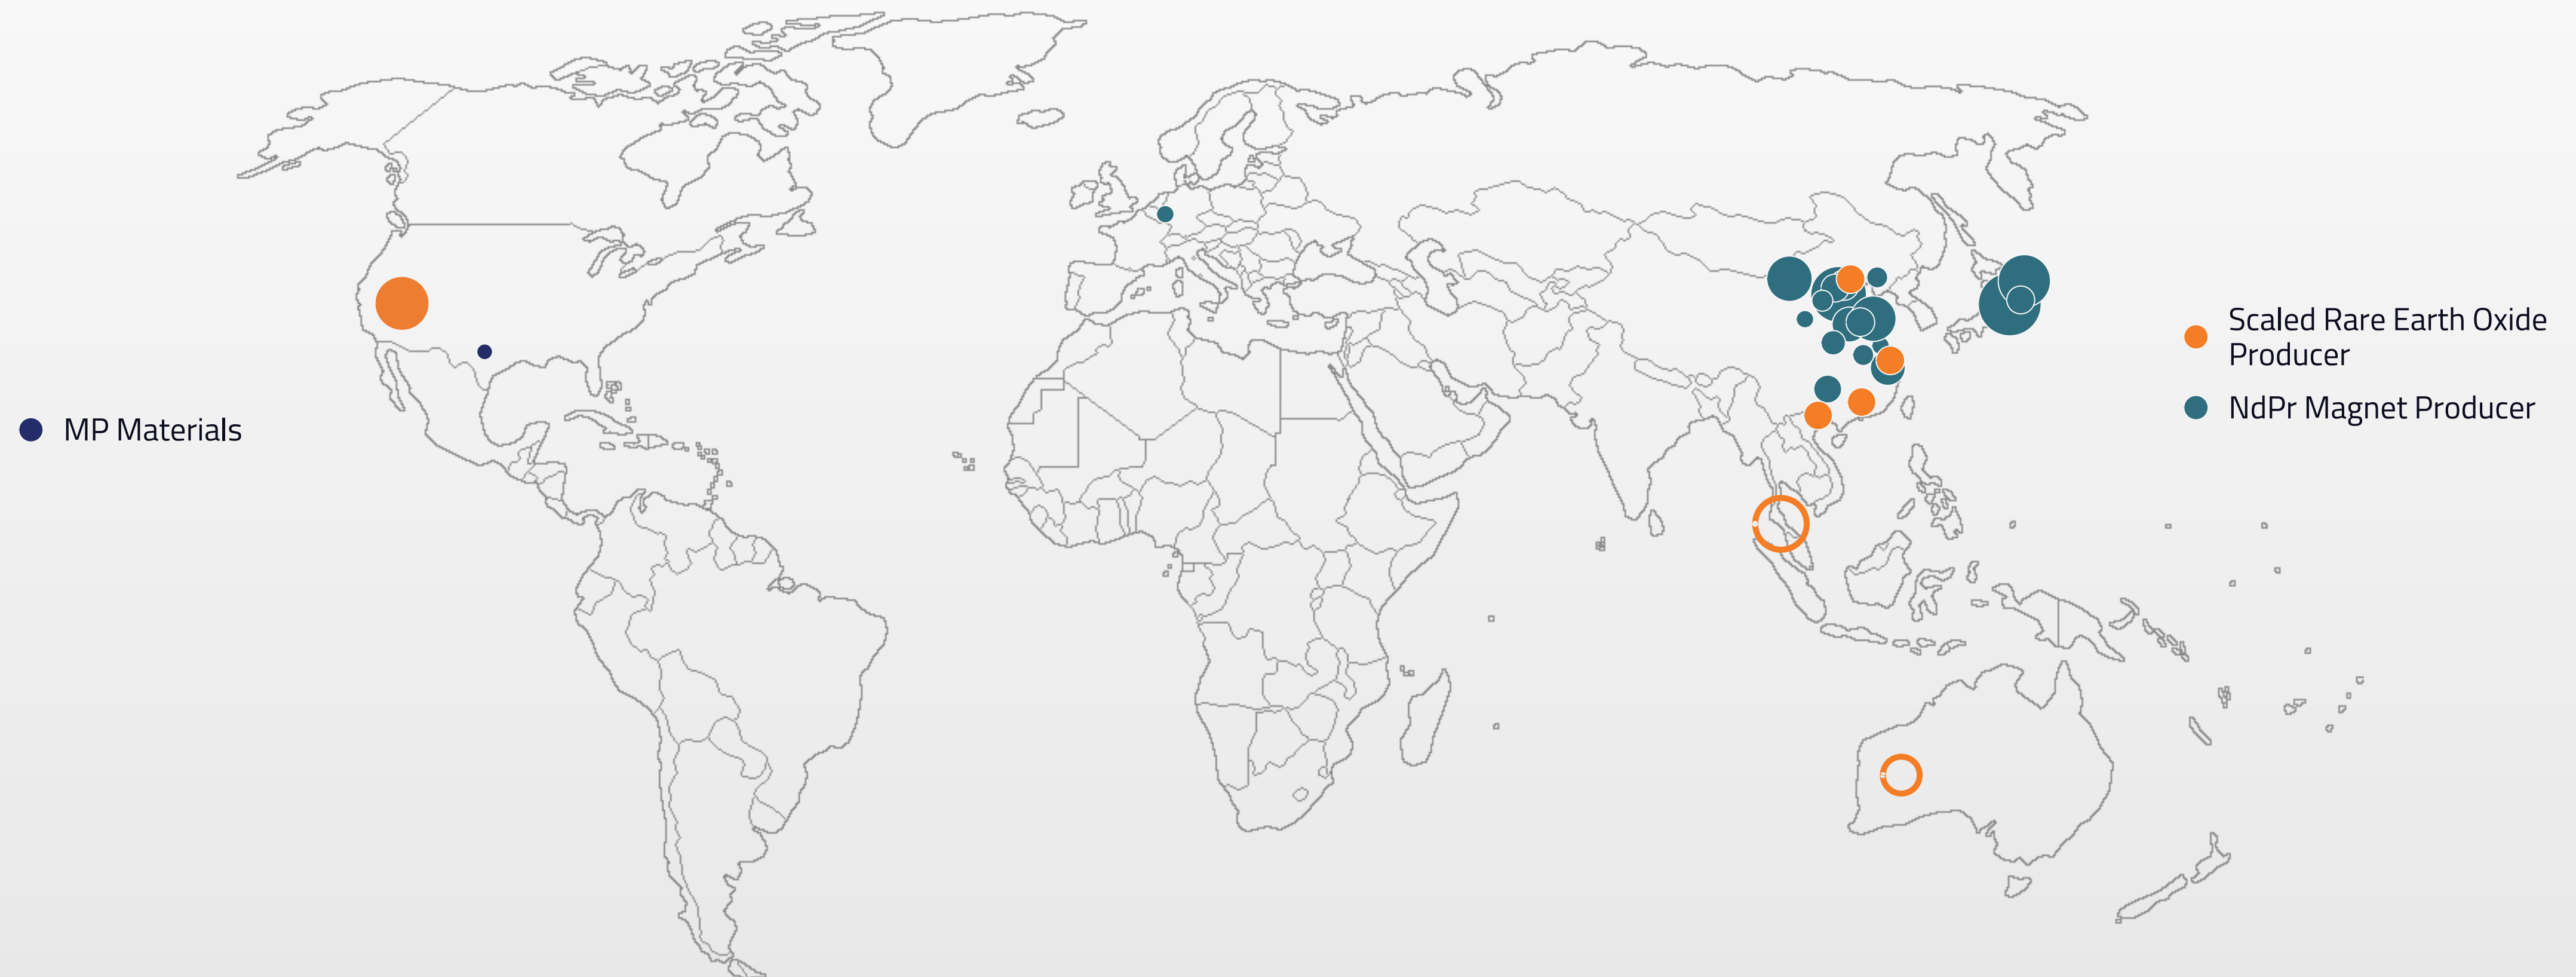 MP Materials
Scaled Rare Earth Oxide
Producer
NdPr Magnet Producer